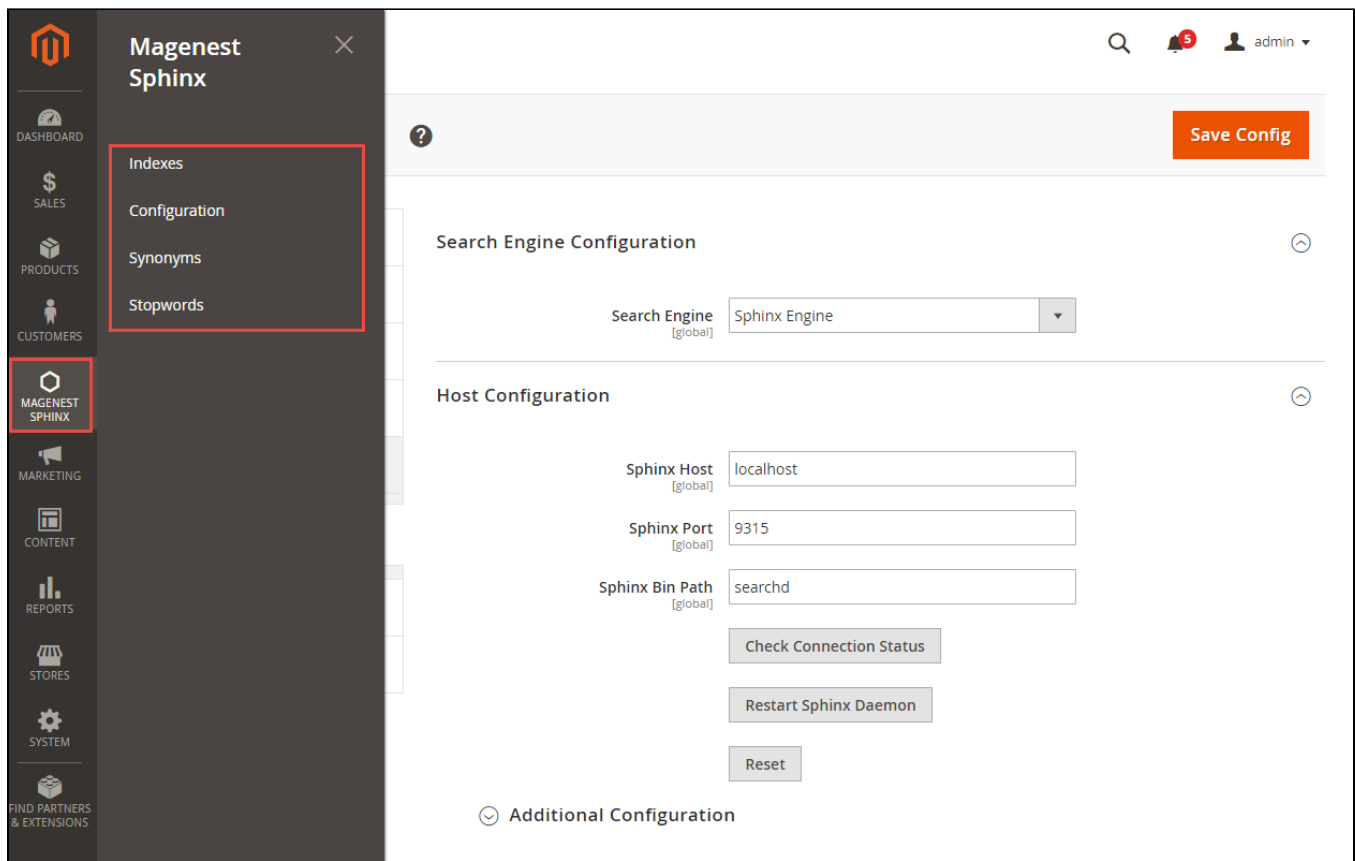 DASHBOARD
SALES
PRODUCTS
CUSTOMERS
MAGENEST
SPHINX
MARKETING
CONTENT
REPORTS
STORES
SYSTEM
FIND PARTNERS
& EXTENSIONS
Magenest
Sphinx
Indexes
Configuration
Synonyms
Stopwords
5
admin
?
Save Config
Search Engine Configuration
Search Engine
[global]
Sphinx Engine
Host Configuration
Sphinx Host
[global]
localhost
Sphinx Port
[global]
9315
Sphinx Bin Path
[global]
searchd
Check Connection Status
Restart Sphinx Daemon
Reset
Additional Configuration